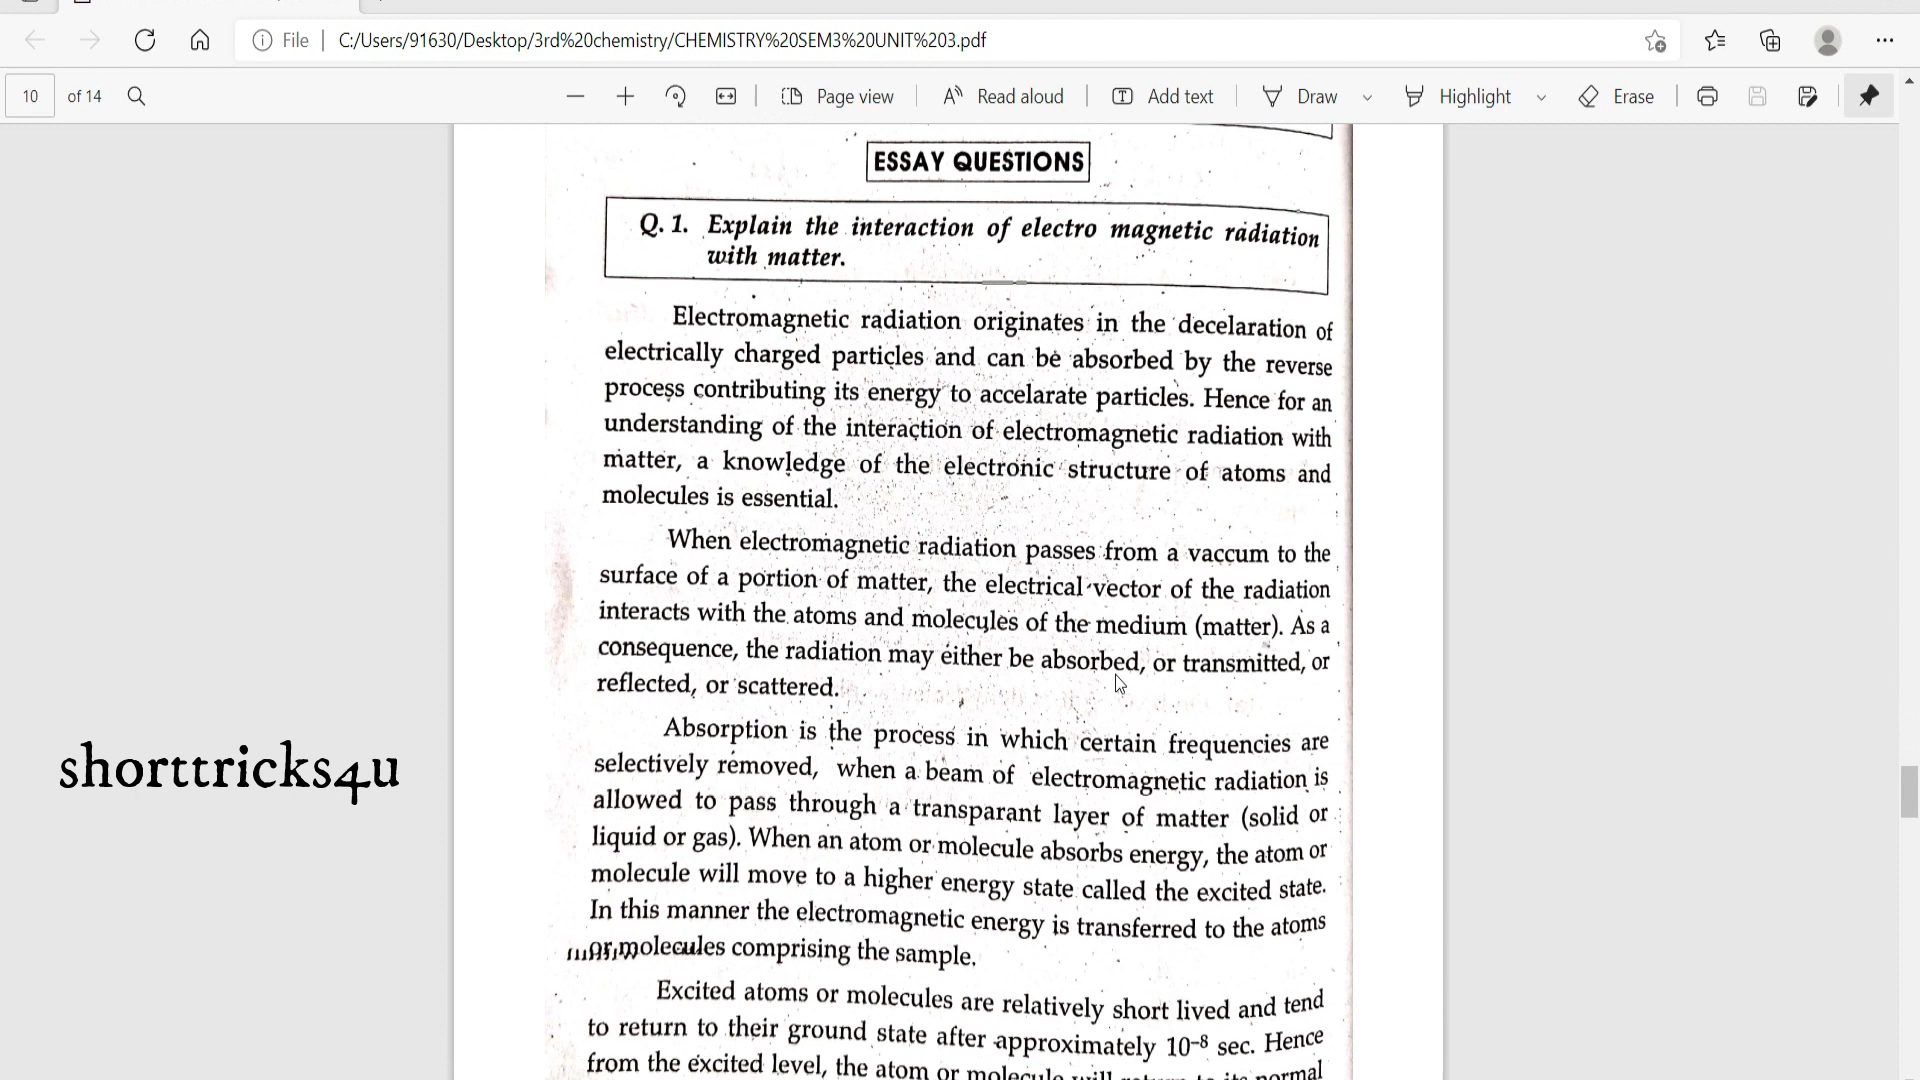 File
C:/Users/91630/Desktop/3rd%20chemistry/CHEMISTRY%20SEM3%20UNIT%203.pdf
10 of 14
Page view
Read aloud
Add text
Draw
Highlight
Erase
ESSAY QUESTIONS
Q. 1. Explain the interaction of electro magnetic radiation
with matter.
Electromagnetic radiation originates in the decelaration of
electrically charged particles and can be absorbed by the reverse
process contributing its energy to accelarate particles. Hence for an
understanding of the interaction of electromagnetic radiation with
matter, a knowledge of the electronic structure of atoms and
molecules is essential.
When electromagnetic radiation passes from a vaccum to the
surface of a portion of matter, the electrical vector of the radiation
interacts with the atoms and molecules of the medium (matter). As a
consequence, the radiation may either be absorbed, or transmitted, or
reflected, or scattered.
Absorption is the process in which certain frequencies are
selectively removed, when a beam of electromagnetic radiation is
allowed to pass through a transparant layer of matter (solid or
liquid or gas). When an atom or molecule absorbs energy, the atom or
molecule will move to a higher energy state called the excited state.
In this manner the electromagnetic energy is transferred to the atoms
or molecules comprising the sample.
Excited atoms or molecules are relatively short lived and tend
to return to their ground state after approximately 10⁻⁸ sec. Hence
from the excited level, the atom or molecule will return to its normal
shorttricks4u